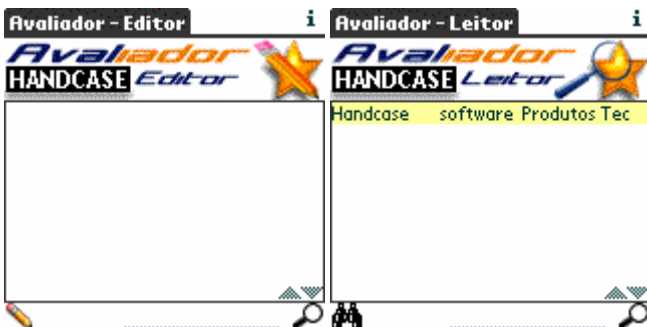 Avaliador - Editor i
Avaliador
HANDCASE Editor
Avaliador - Leitor i
Avaliador
HANDCASE Leitor
Handcase software Produtos Tec